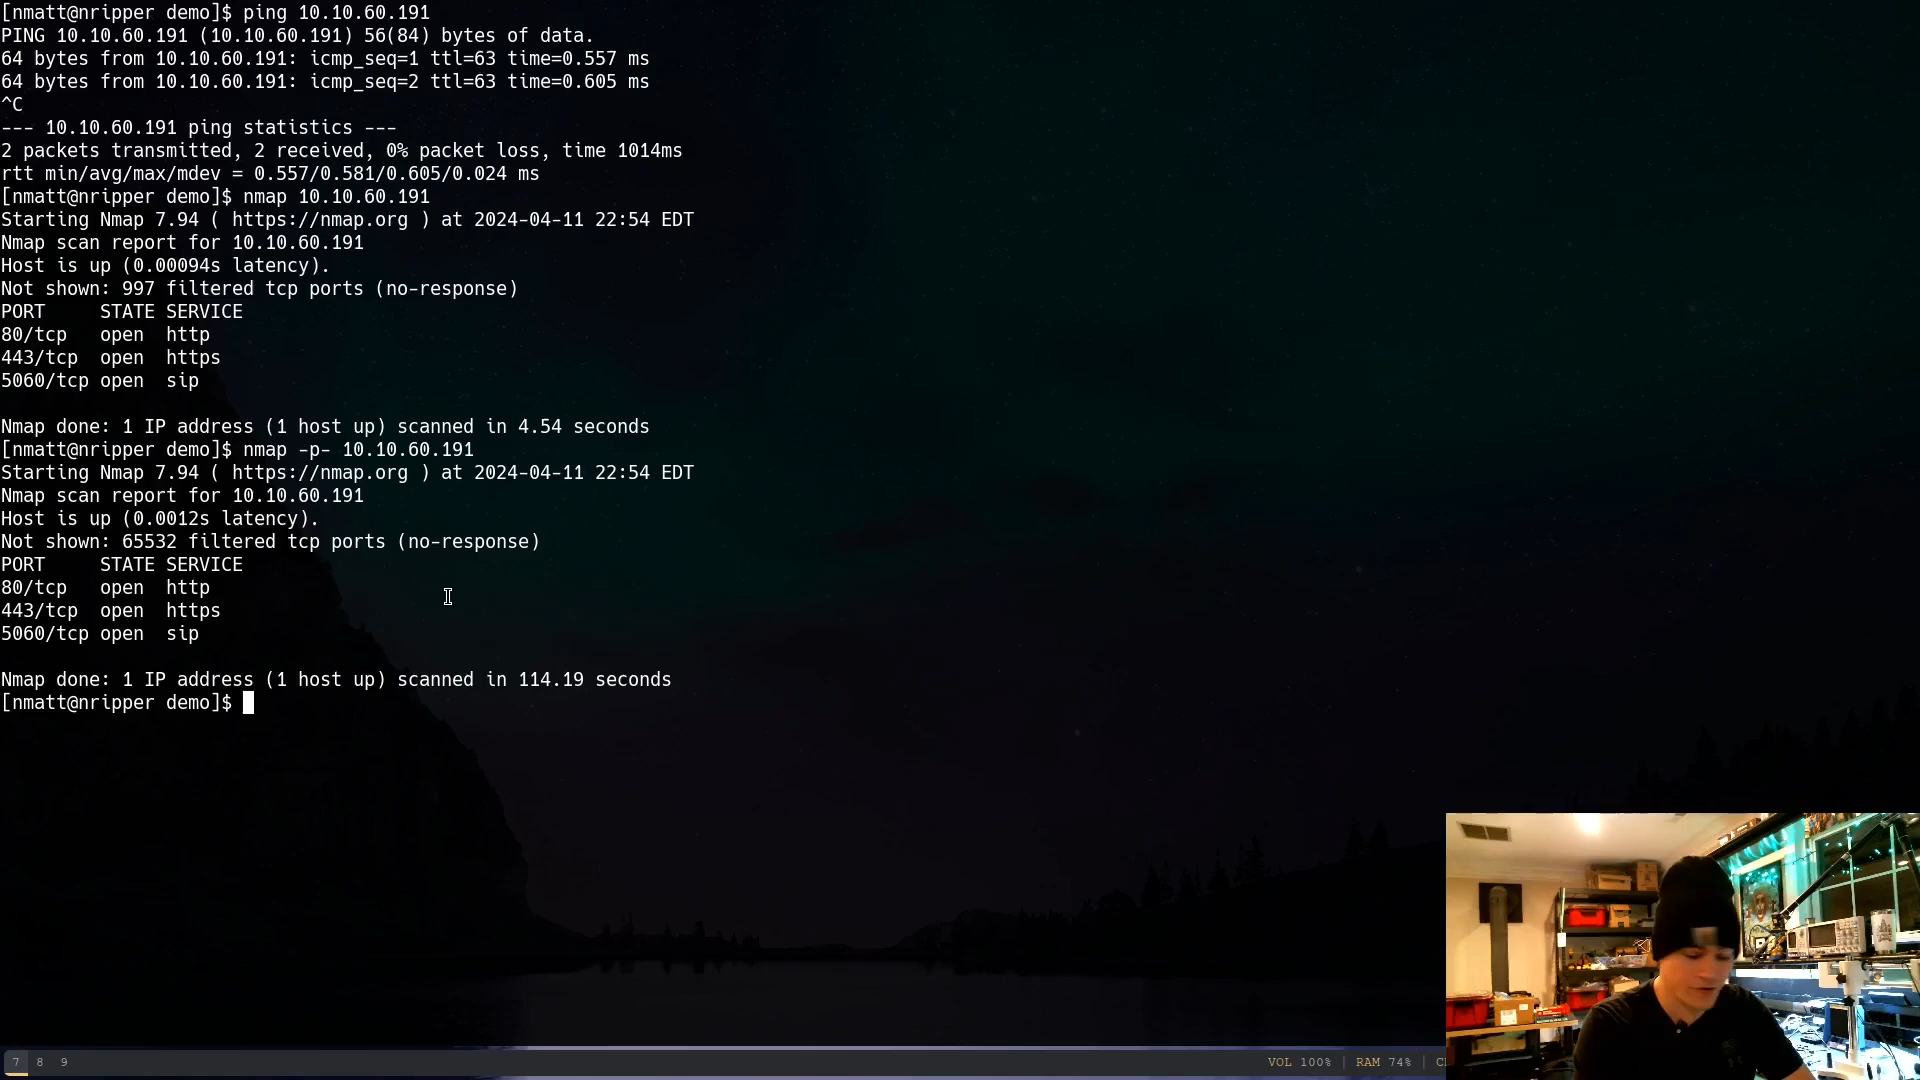 [nmatt@nripper demo]$ ping 10.10.60.191
PING 10.10.60.191 (10.10.60.191) 56(84) bytes of data.
64 bytes from 10.10.60.191: icmp_seq=1 ttl=63 time=0.557 ms
64 bytes from 10.10.60.191: icmp_seq=2 ttl=63 time=0.605 ms
^C
--- 10.10.60.191 ping statistics ---
2 packets transmitted, 2 received, 0% packet loss, time 1014ms
rtt min/avg/max/mdev = 0.557/0.581/0.605/0.024 ms
[nmatt@nripper demo]$ nmap 10.10.60.191
Starting Nmap 7.94 ( https://nmap.org ) at 2024-04-11 22:54 EDT
Nmap scan report for 10.10.60.191
Host is up (0.00094s latency).
Not shown: 997 filtered tcp ports (no-response)
PORT     STATE SERVICE
80/tcp   open  http
443/tcp  open  https
5060/tcp open  sip
Nmap done: 1 IP address (1 host up) scanned in 4.54 seconds
[nmatt@nripper demo]$ nmap -p- 10.10.60.191
Starting Nmap 7.94 ( https://nmap.org ) at 2024-04-11 22:54 EDT
Nmap scan report for 10.10.60.191
Host is up (0.0012s latency).
Not shown: 65532 filtered tcp ports (no-response)
PORT     STATE SERVICE
80/tcp   open  http
443/tcp  open  https
5060/tcp open  sip
Nmap done: 1 IP address (1 host up) scanned in 114.19 seconds
[nmatt@nripper demo]$
7 8 9 VOL 100% | RAM 74% |